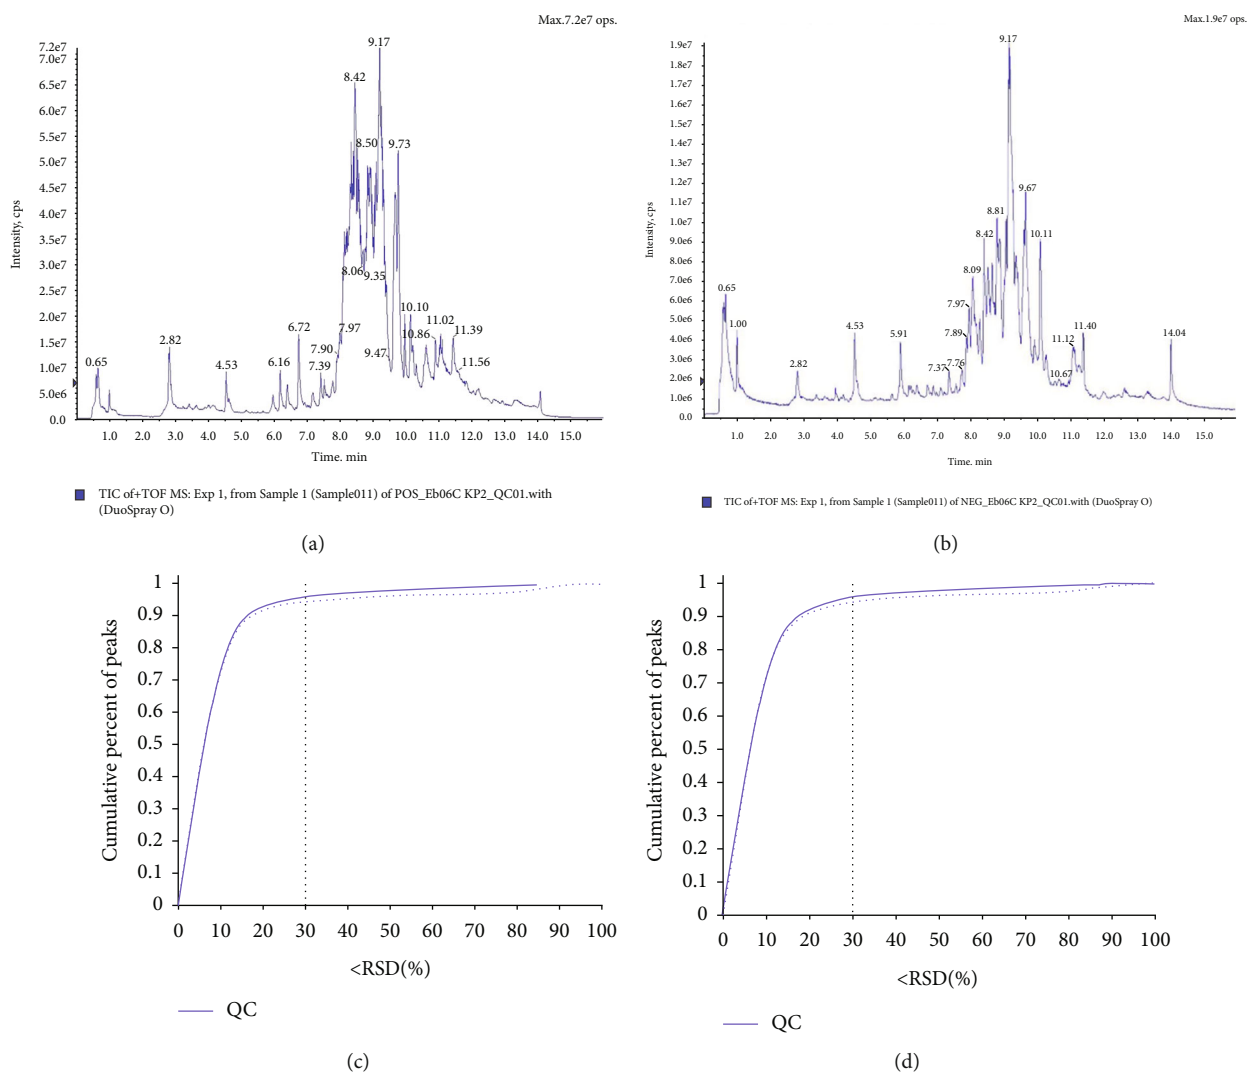 Max.7.2e7 ops.
7.2e7
7.0e7
6.5e7
6.0e7
5.5e7
5.0e7
4.5e7
4.0e7
3.5e7
3.0e7
2.5e7
2.0e7
1.5e7
1.0e7
5.0e6
0.0
Intensity, cps
0.65
2.82
4.53
6.16
6.72
7.39
7.90
7.97
8.06
8.42
8.50
9.17
9.35
9.47
9.73
10.10
10.86
11.02
11.39
11.56
1.0 2.0 3.0 4.0 5.0 6.0 7.0 8.0 9.0 10.0 11.0 12.0 13.0 14.0 15.0
Time. min
TIC of+TOF MS: Exp 1, from Sample 1 (Sample011) of POS_Eb06C KP2_QC01.with
(DuoSpray O)
(a)
Max.1.9e7 ops.
1.9e7
1.8e7
1.7e7
1.6e7
1.5e7
1.4e7
1.3e7
1.2e7
1.1e7
1.0e7
9.0e6
8.0e6
7.0e6
6.0e6
5.0e6
4.0e6
3.0e6
2.0e6
1.0e6
0.0
Intensity, cps
0.65
1.00
2.82
4.53
5.91
7.37
7.76
7.89
7.97
8.09
8.42
8.81
9.17
9.67
10.11
10.67
11.12
11.40
14.04
1.0 2.0 3.0 4.0 5.0 6.0 7.0 8.0 9.0 10.0 11.0 12.0 13.0 14.0 15.0
Time. min
TIC of+TOF MS: Exp 1, from Sample 1 (Sample011) of NEG_Eb06C KP2_QC01.with (DuoSpray O)
(b)
1
0.9
0.8
0.7
0.6
0.5
0.4
0.3
0.2
0.1
0
Cumulative percent of peaks
0 10 20 30 40 50 60 70 80 90 100
<RSD(%)
QC
(c)
1
0.9
0.8
0.7
0.6
0.5
0.4
0.3
0.2
0.1
0
Cumulative percent of peaks
0 10 20 30 40 50 60 70 80 90 100
<RSD(%)
QC
(d)